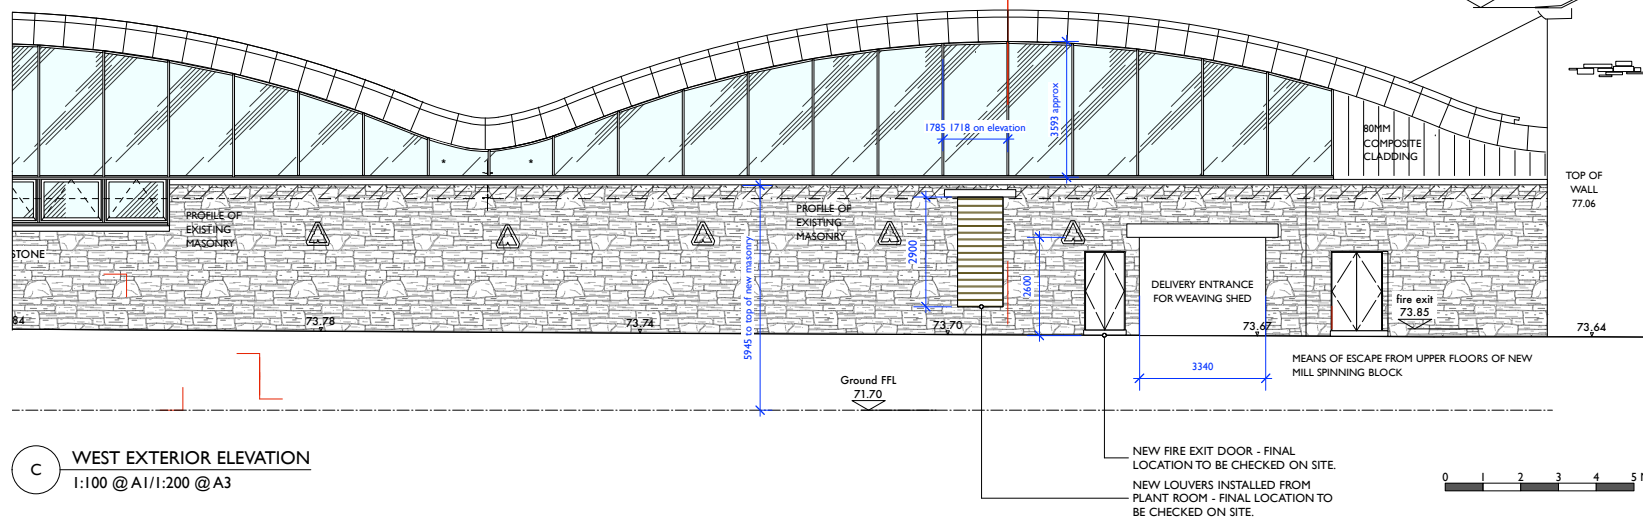 1785 1718 on elevation
3593 approx
80MM
COMPOSITE
CLADDING
TOP OF
WALL
77.06
PROFILE OF
EXISTING
MASONRY
PROFILE OF
EXISTING
MASONRY
STONE
5945 to top of new masonry
2900
2600
DELIVERY ENTRANCE
FOR WEAVING SHED
fire exit
73.85
84
73.78
73.74
73.70
73.67
73.64
3340
MEANS OF ESCAPE FROM UPPER FLOORS OF NEW
MILL SPINNING BLOCK
Ground FFL
71.70
C
WEST EXTERIOR ELEVATION
1:100 @ A1/1:200 @ A3
NEW FIRE EXIT DOOR - FINAL
LOCATION TO BE CHECKED ON SITE.
NEW LOUVERS INSTALLED FROM
PLANT ROOM - FINAL LOCATION TO
BE CHECKED ON SITE.
0 1 2 3 4 5